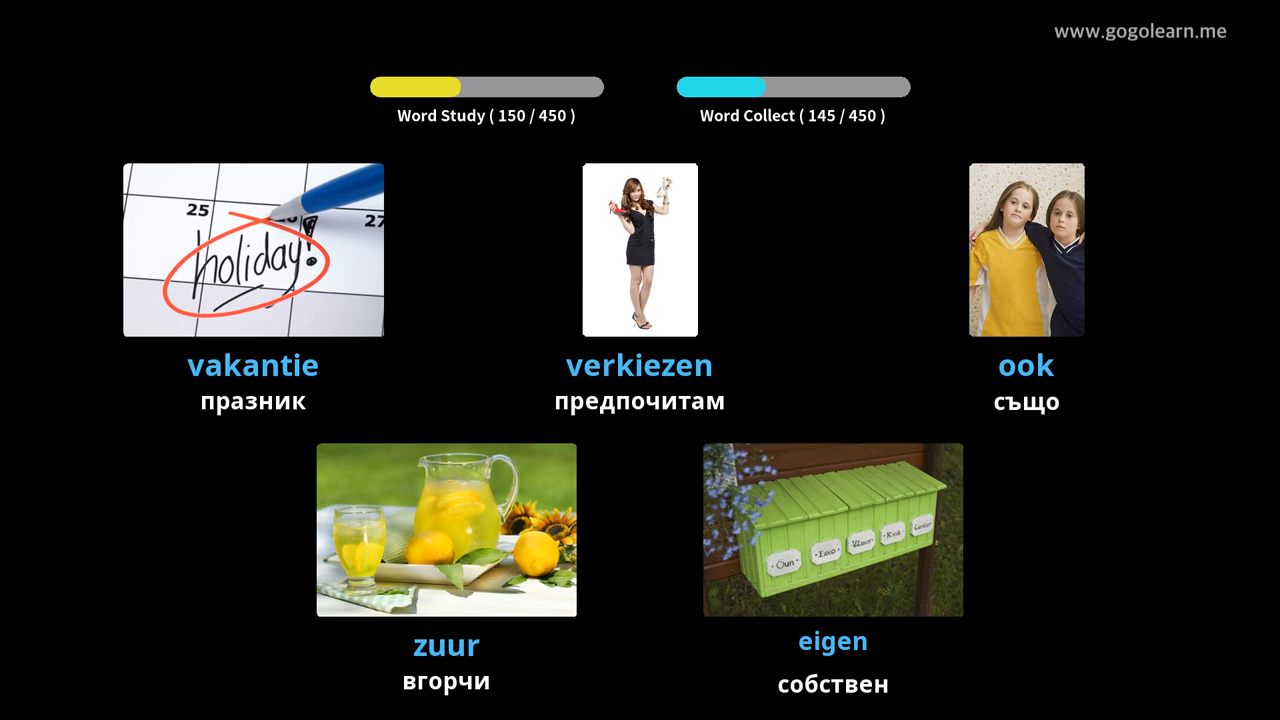 www.gogolearn.me
Word Study ( 150 / 450 )
Word Collect ( 145 / 450 )
25
27
holiday!
vakantie
празник
verkiezen
предпочитам
ook
също
zuur
вгорчи
eigen
собствен